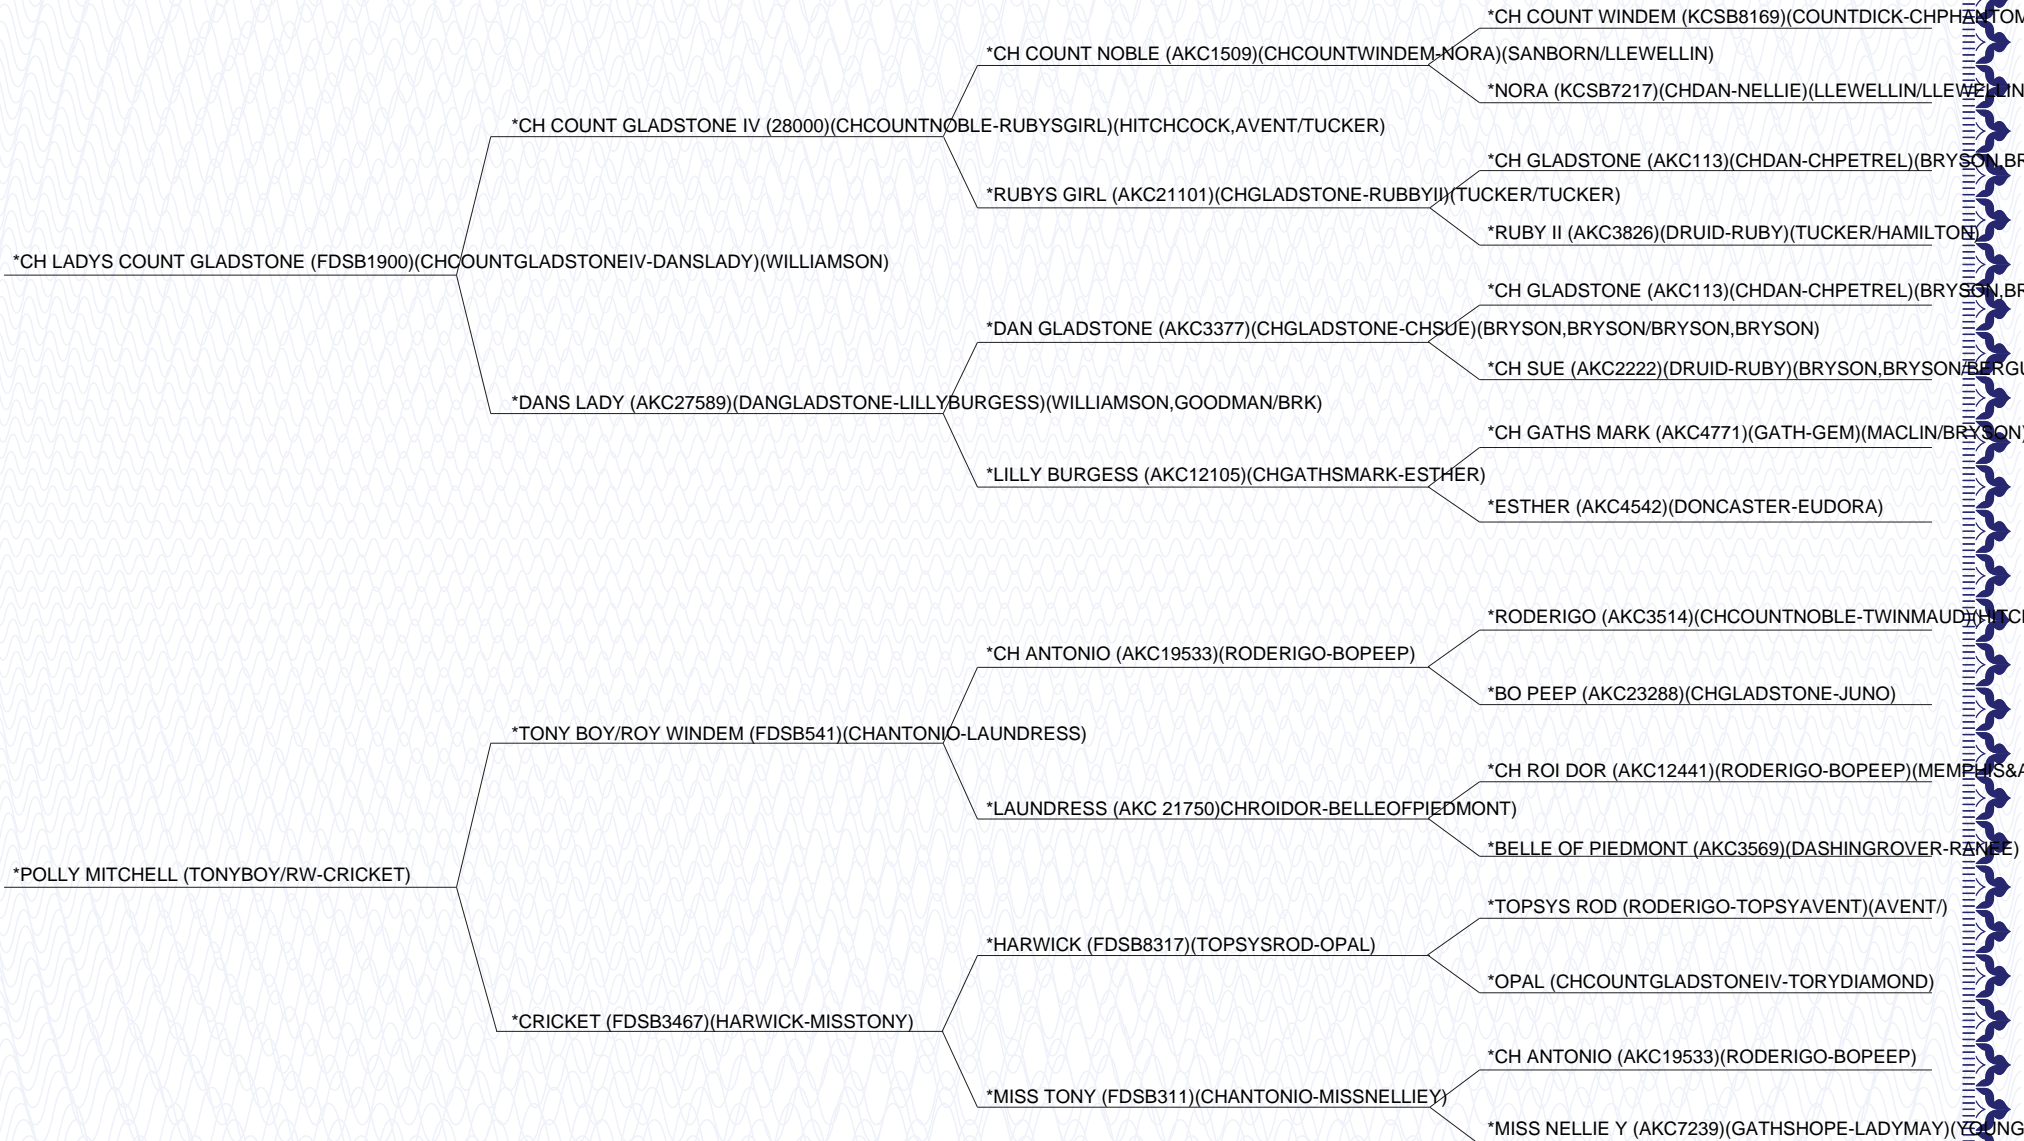 *CH COUNT WINDEM (KCSB8169)(COUNTDICK-CHPHANTOM
*CH COUNT NOBLE (AKC1509)(CHCOUNTWINDEM-NORA)(SANBORN/LLEWELLIN)
*NORA (KCSB7217)(CHDAN-NELLIE)(LLEWELLIN/LLEWELLIN
*CH COUNT GLADSTONE IV (28000)(CHCOUNTNOBLE-RUBYSGIRL)(HITCHCOCK,AVENT/TUCKER)
*CH GLADSTONE (AKC113)(CHDAN-CHPETREL)(BRYSON,BR
*RUBYS GIRL (AKC21101)(CHGLADSTONE-RUBBYII)(TUCKER/TUCKER)
*RUBY II (AKC3826)(DRUID-RUBY)(TUCKER/HAMILTON)
*CH LADYS COUNT GLADSTONE (FDSB1900)(CHCOUNTGLADSTONEIV-DANSLADY)(WILLIAMSON)
*CH GLADSTONE (AKC113)(CHDAN-CHPETREL)(BRYSON,BR
*DAN GLADSTONE (AKC3377)(CHGLADSTONE-CHSUE)(BRYSON,BRYSON/BRYSON,BRYSON)
*CH SUE (AKC2222)(DRUID-RUBY)(BRYSON,BRYSON/BERGU
*DANS LADY (AKC27589)(DANGLADSTONE-LILLYBURGESS)(WILLIAMSON,GOODMAN/BRK)
*CH GATHS MARK (AKC4771)(GATH-GEM)(MACLIN/BRYSON)
*LILLY BURGESS (AKC12105)(CHGATHSMARK-ESTHER)
*ESTHER (AKC4542)(DONCASTER-EUDORA)
*RODERIGO (AKC3514)(CHCOUNTNOBLE-TWINMAUD)(HITCH
*CH ANTONIO (AKC19533)(RODERIGO-BOPEEP)
*BO PEEP (AKC23288)(CHGLADSTONE-JUNO)
*TONY BOY/ROY WINDEM (FDSB541)(CHANTONIO-LAUNDRESS)
*CH ROI DOR (AKC12441)(RODERIGO-BOPEEP)(MEMPHIS&A
*LAUNDRESS (AKC 21750)CHROIDOR-BELLEOFPIEDMONT)
*BELLE OF PIEDMONT (AKC3569)(DASHINGROVER-RANEE)
*POLLY MITCHELL (TONYBOY/RW-CRICKET)
*TOPSYS ROD (RODERIGO-TOPSYAVENT)(AVENT/)
*HARWICK (FDSB8317)(TOPSYSROD-OPAL)
*OPAL (CHCOUNTGLADSTONEIV-TORYDIAMOND)
*CRICKET (FDSB3467)(HARWICK-MISSTONY)
*CH ANTONIO (AKC19533)(RODERIGO-BOPEEP)
*MISS TONY (FDSB311)(CHANTONIO-MISSNELLIEY)
*MISS NELLIE Y (AKC7239)(GATHSHOPE-LADYMAY)(YOUNG